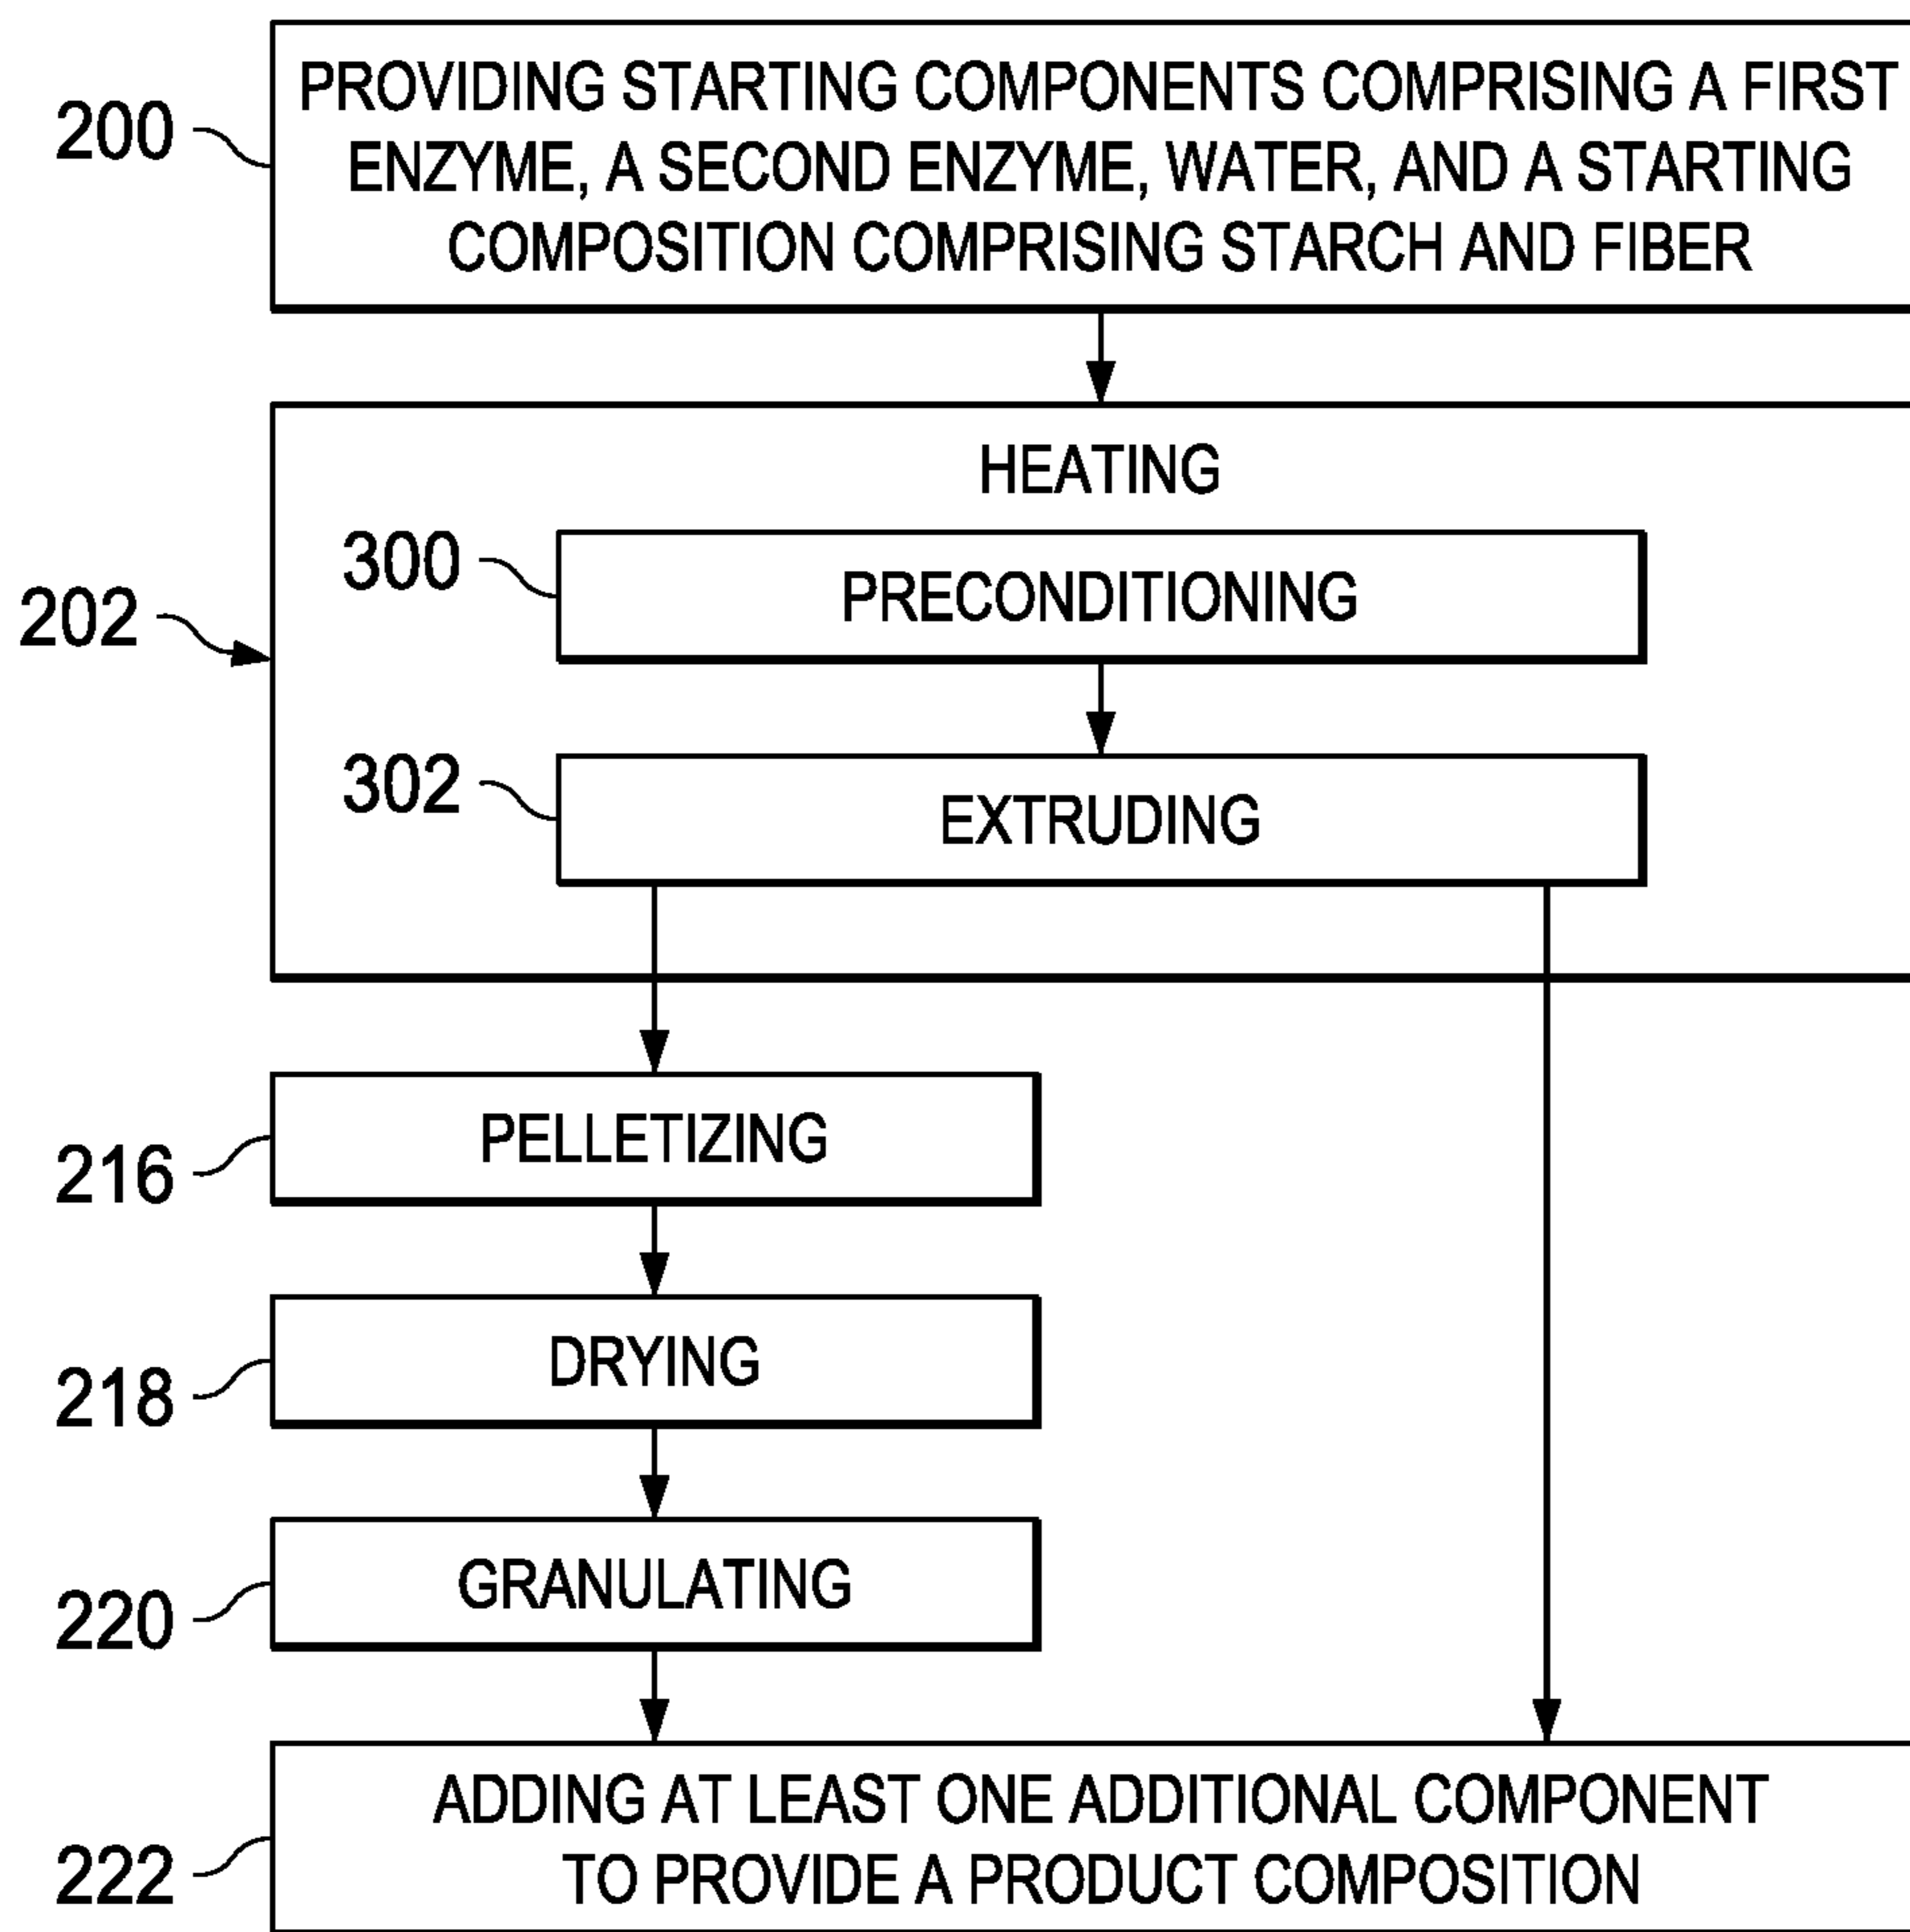 200
PROVIDING STARTING COMPONENTS COMPRISING A FIRST
ENZYME, A SECOND ENZYME, WATER, AND A STARTING
COMPOSITION COMPRISING STARCH AND FIBER
202
HEATING
300
PRECONDITIONING
302
EXTRUDING
216
PELLETIZING
218
DRYING
220
GRANULATING
222
ADDING AT LEAST ONE ADDITIONAL COMPONENT
TO PROVIDE A PRODUCT COMPOSITION